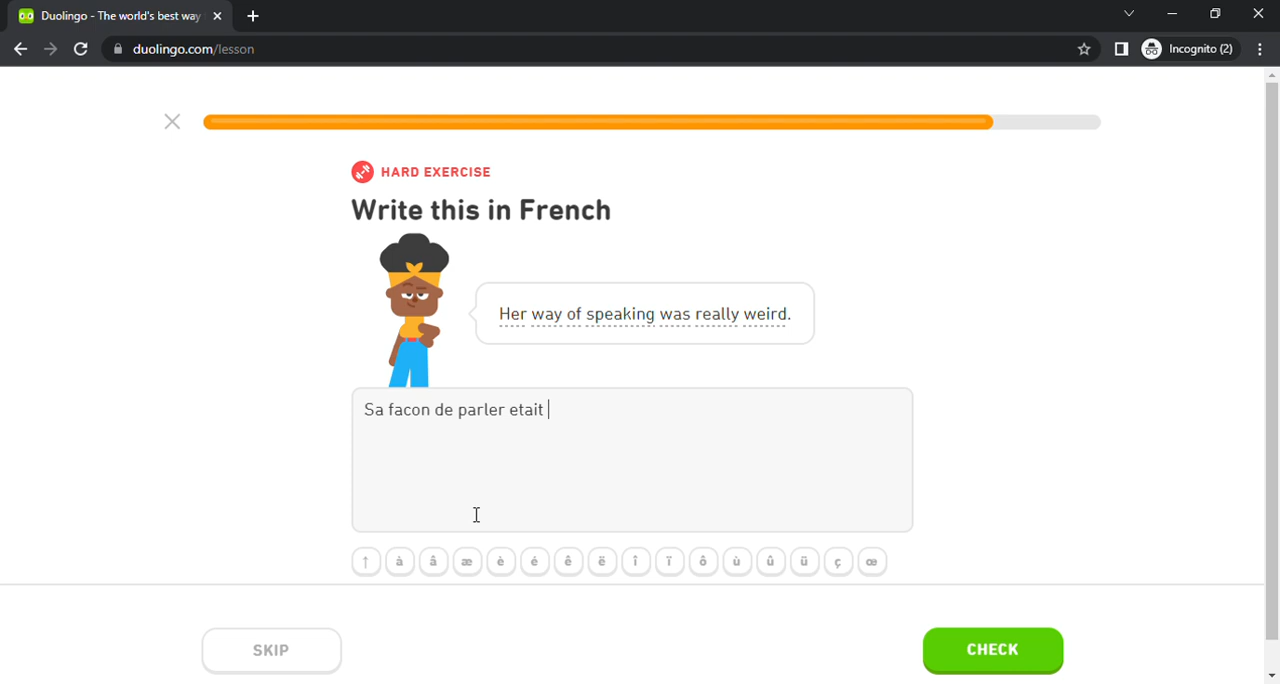 Duolingo - The world's best way
duolingo.com/lesson
Incognito (2)
HARD EXERCISE
Write this in French
Her way of speaking was really weird.
Sa facon de parler etait
↑ à â æ è é ê ë î ï ô ù û ü ç œ
SKIP
CHECK